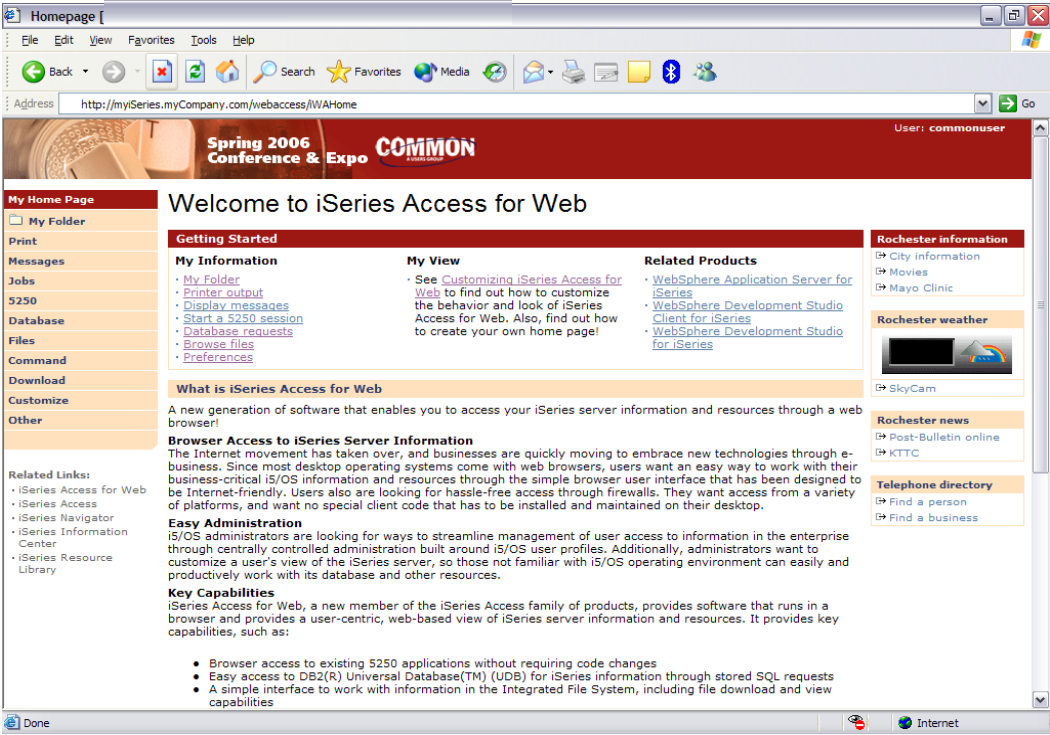 Homepage [
File Edit View Favorites Tools Help
Back Search Favorites Media
Address http://myiSeries.myCompany.com/webaccess/iWAHome Go
T
Spring 2006
Conference & Expo
COMMON
A USERS GROUP
User: commonuser
My Home Page
My Folder
Print
Messages
Jobs
5250
Database
Files
Command
Download
Customize
Other
Related Links:
· iSeries Access for Web
· iSeries Access
· iSeries Navigator
· iSeries Information
Center
· iSeries Resource
Library
Welcome to iSeries Access for Web
Getting Started
My Information
· My Folder
· Printer output
· Display messages
· Start a 5250 session
· Database requests
· Browse files
· Preferences
My View
· See Customizing iSeries Access for
Web to find out how to customize
the behavior and look of iSeries
Access for Web. Also, find out how
to create your own home page!
Related Products
· WebSphere Application Server for
iSeries
· WebSphere Development Studio
Client for iSeries
· WebSphere Development Studio
for iSeries
What is iSeries Access for Web
A new generation of software that enables you to access your iSeries server information and resources through a web
browser!
Browser Access to iSeries Server Information
The Internet movement has taken over, and businesses are quickly moving to embrace new technologies through e-
business. Since most desktop operating systems come with web browsers, users want an easy way to work with their
business-critical i5/OS information and resources through the simple browser user interface that has been designed to
be Internet-friendly. Users also are looking for hassle-free access through firewalls. They want access from a variety
of platforms, and want no special client code that has to be installed and maintained on their desktop.
Easy Administration
i5/OS administrators are looking for ways to streamline management of user access to information in the enterprise
through centrally controlled administration built around i5/OS user profiles. Additionally, administrators want to
customize a user's view of the iSeries server, so those not familiar with i5/OS operating environment can easily and
productively work with its database and other resources.
Key Capabilities
iSeries Access for Web, a new member of the iSeries Access family of products, provides software that runs in a
browser and provides a user-centric, web-based view of iSeries server information and resources. It provides key
capabilities, such as:
• Browser access to existing 5250 applications without requiring code changes
• Easy access to DB2(R) Universal Database(TM) (UDB) for iSeries information through stored SQL requests
• A simple interface to work with information in the Integrated File System, including file download and view
capabilities
Rochester information
City information
Movies
Mayo Clinic
Rochester weather
SkyCam
Rochester news
Post-Bulletin online
KTTC
Telephone directory
Find a person
Find a business
Done Internet